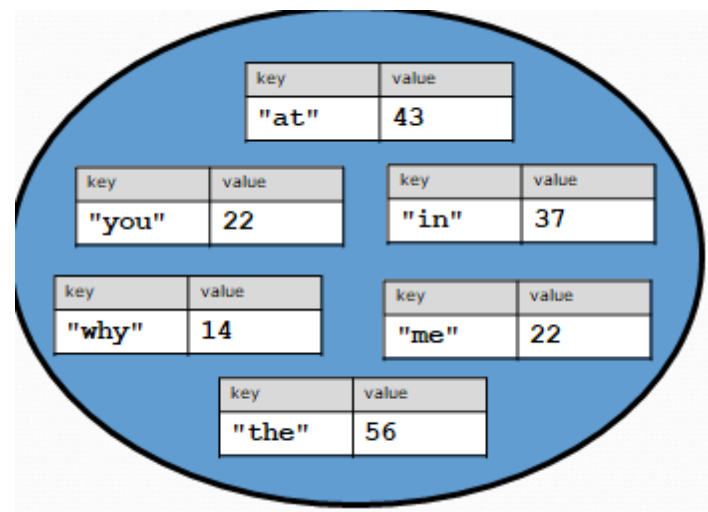 key value
"at" 43
key value
"you" 22
key value
"in" 37
key value
"why" 14
key value
"me" 22
key value
"the" 56